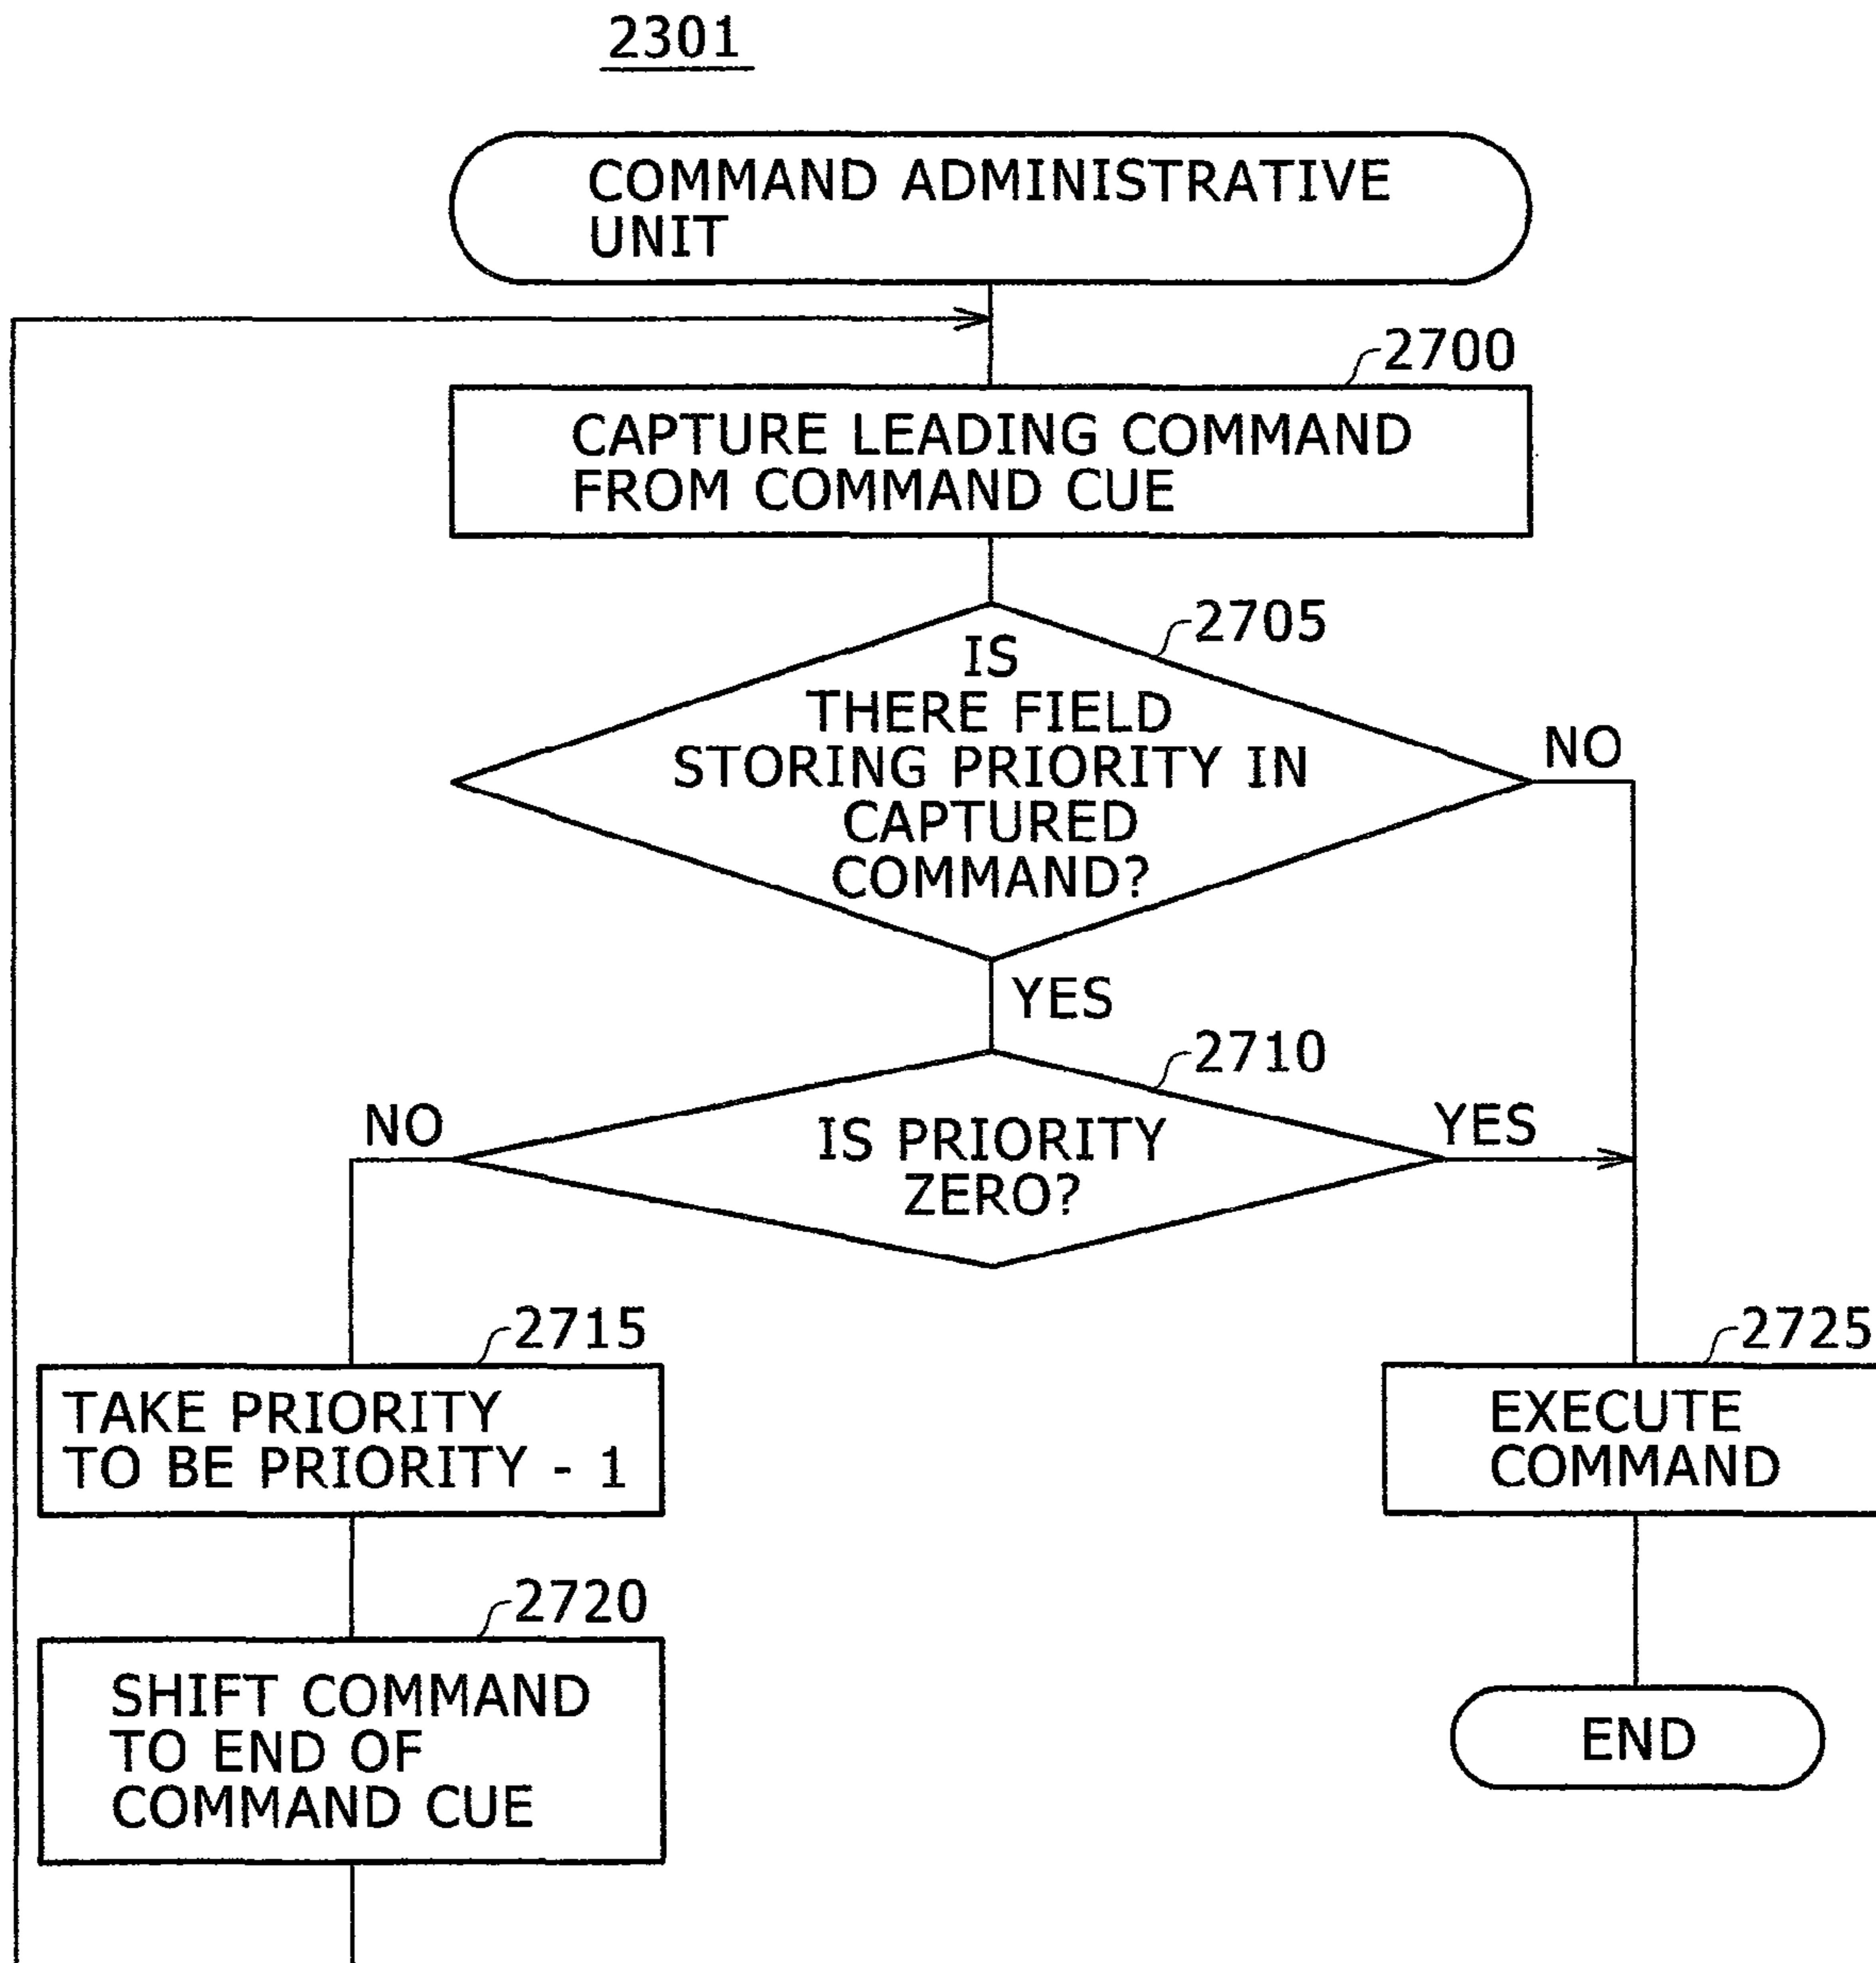 2301
COMMAND ADMINISTRATIVE
UNIT
2700
CAPTURE LEADING COMMAND
FROM COMMAND CUE
2705
IS
THERE FIELD
STORING PRIORITY IN
CAPTURED
COMMAND?
NO
YES
2710
NO
IS PRIORITY
ZERO?
YES
2715
TAKE PRIORITY
TO BE PRIORITY - 1
2725
EXECUTE
COMMAND
2720
SHIFT COMMAND
TO END OF
COMMAND CUE
END